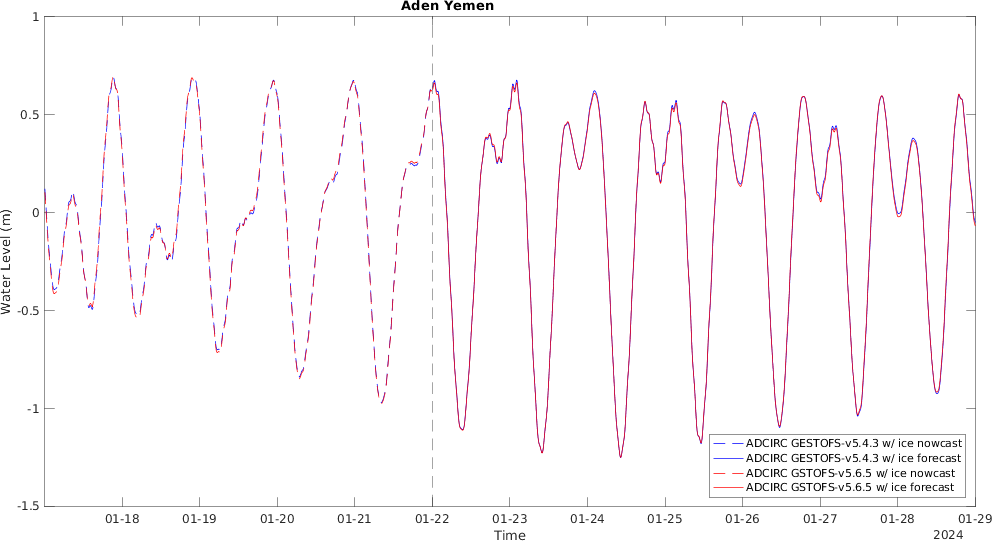 Aden Yemen
Water Level (m)
1
0.5
0
-0.5
-1
-1.5
ADCIRC GESTOFS-v5.4.3 w/ ice nowcast
ADCIRC GESTOFS-v5.4.3 w/ ice forecast
ADCIRC GSTOFS-v5.6.5 w/ ice nowcast
ADCIRC GSTOFS-v5.6.5 w/ ice forecast
01-18 01-19 01-20 01-21 01-22 01-23 01-24 01-25 01-26 01-27 01-28 01-29
Time
2024